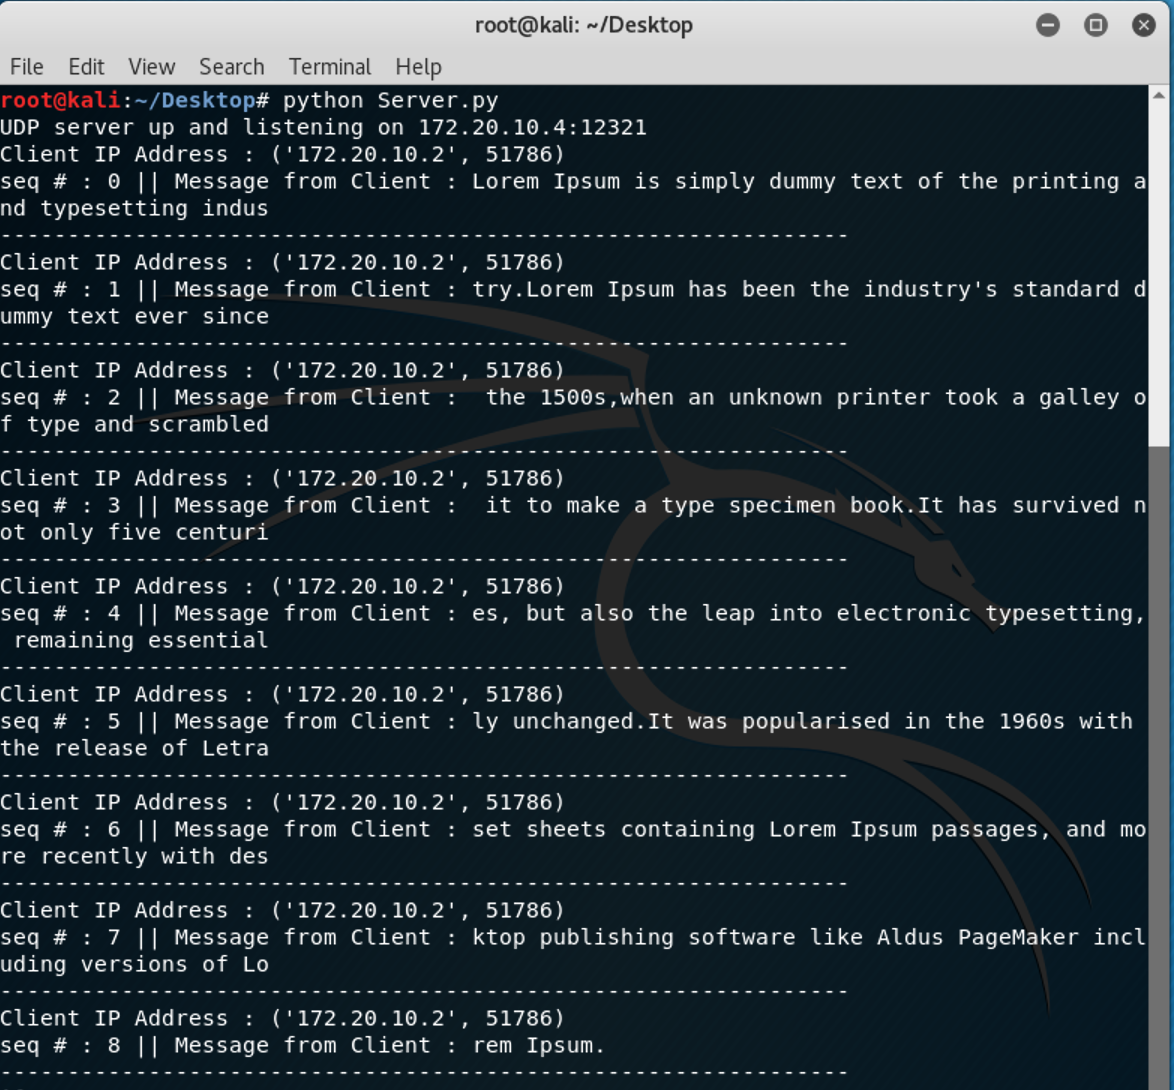 root@kali: ~/Desktop
File Edit View Search Terminal Help
root@kali:~/Desktop# python Server.py
UDP server up and listening on 172.20.10.4:12321
Client IP Address : ('172.20.10.2', 51786)
seq # : 0 || Message from Client : Lorem Ipsum is simply dummy text of the printing a
nd typesetting indus
---------------------------------------------------------------
Client IP Address : ('172.20.10.2', 51786)
seq # : 1 || Message from Client : try.Lorem Ipsum has been the industry's standard d
ummy text ever since
---------------------------------------------------------------
Client IP Address : ('172.20.10.2', 51786)
seq # : 2 || Message from Client :  the 1500s,when an unknown printer took a galley o
f type and scrambled
---------------------------------------------------------------
Client IP Address : ('172.20.10.2', 51786)
seq # : 3 || Message from Client :  it to make a type specimen book.It has survived n
ot only five centuri
---------------------------------------------------------------
Client IP Address : ('172.20.10.2', 51786)
seq # : 4 || Message from Client : es, but also the leap into electronic typesetting,
 remaining essential
---------------------------------------------------------------
Client IP Address : ('172.20.10.2', 51786)
seq # : 5 || Message from Client : ly unchanged.It was popularised in the 1960s with
the release of Letra
---------------------------------------------------------------
Client IP Address : ('172.20.10.2', 51786)
seq # : 6 || Message from Client : set sheets containing Lorem Ipsum passages, and mo
re recently with des
---------------------------------------------------------------
Client IP Address : ('172.20.10.2', 51786)
seq # : 7 || Message from Client : ktop publishing software like Aldus PageMaker incl
uding versions of Lo
---------------------------------------------------------------
Client IP Address : ('172.20.10.2', 51786)
seq # : 8 || Message from Client : rem Ipsum.
---------------------------------------------------------------